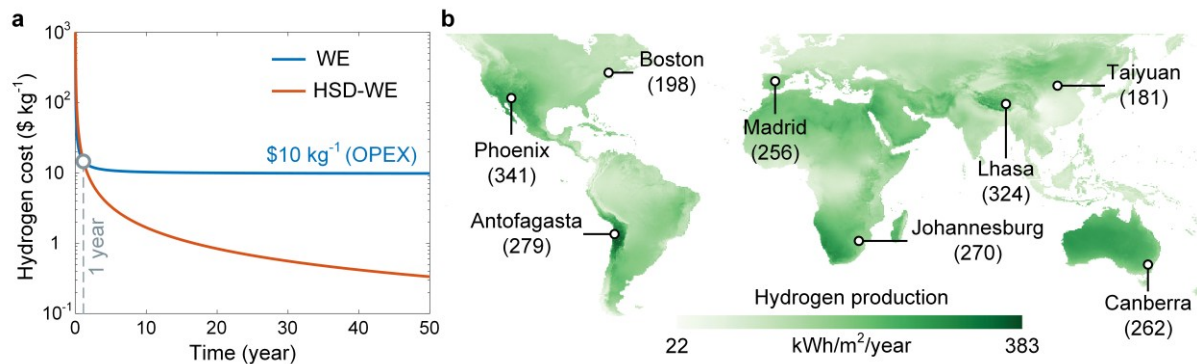 a
Hydrogen cost ($ kg⁻¹)
10³
10²
10
1
10⁻¹
WE
HSD-WE
$10 kg⁻¹ (OPEX)
1 year
0
10
20
30
40
50
Time (year)
b
Boston
(198)
Phoenix
(341)
Antofagasta
(279)
Madrid
(256)
Taiyuan
(181)
Lhasa
(324)
Johannesburg
(270)
Canberra
(262)
Hydrogen production
22
kWh/m²/year
383